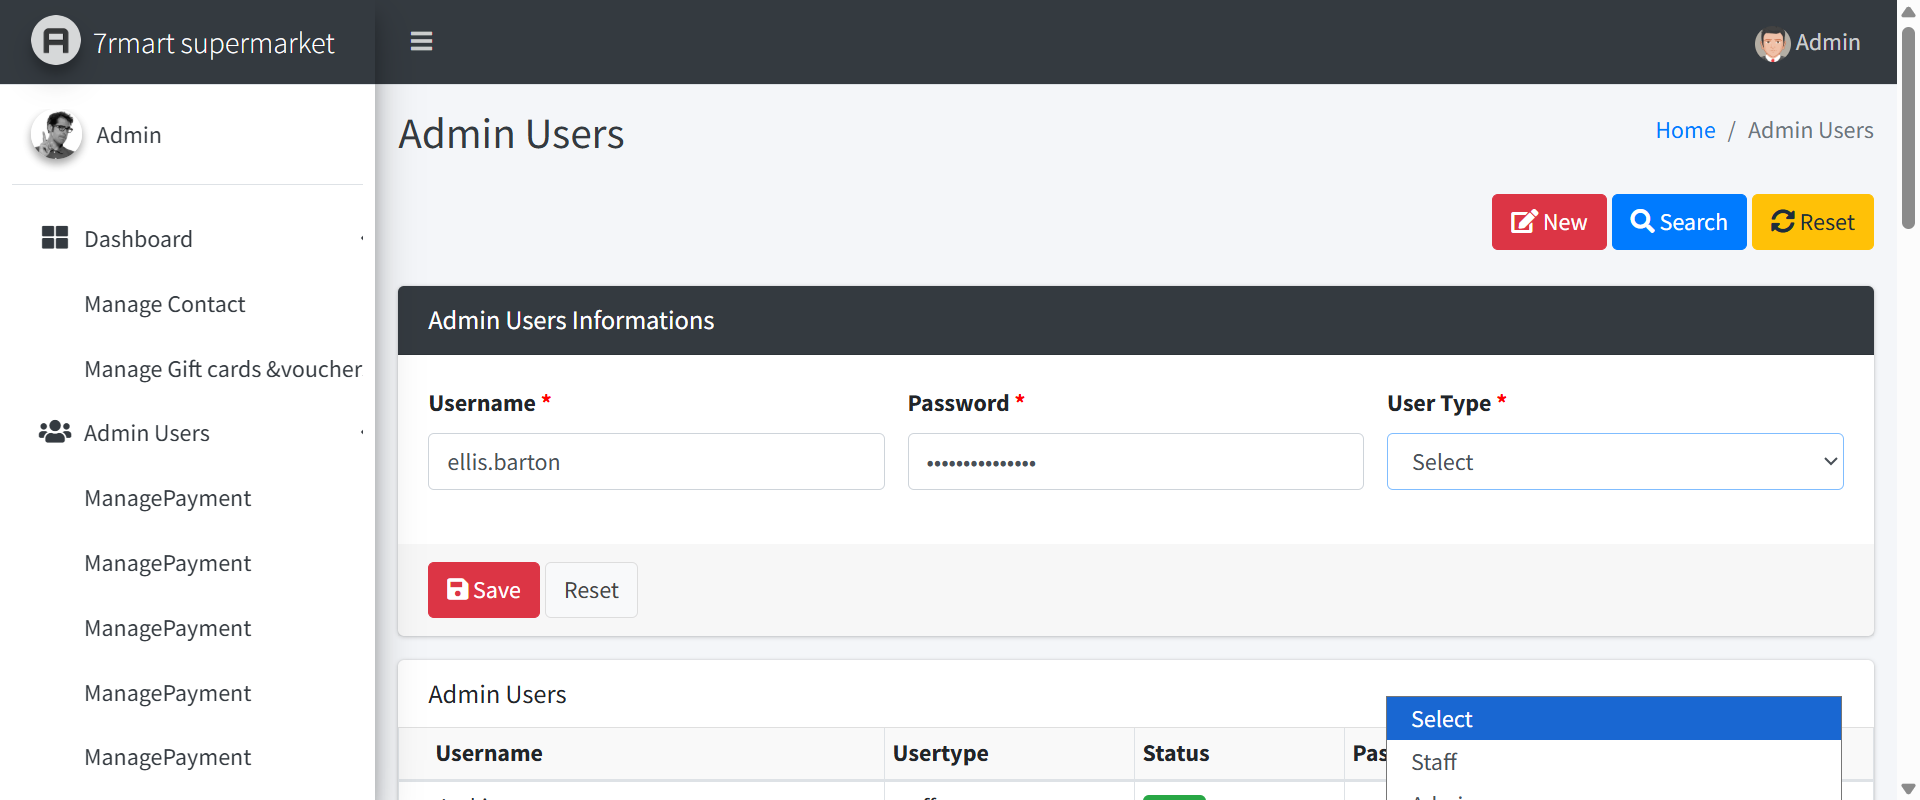 7rmart supermarket
Admin
Admin
Admin Users
Home / Admin Users
New
Search
Reset
Dashboard
Manage Contact
Manage Gift cards &voucher
Admin Users
ManagePayment
ManagePayment
ManagePayment
ManagePayment
ManagePayment
Admin Users Informations
Username *
Password *
User Type *
ellis.barton
•••••••••••••••
Select
Save
Reset
Admin Users
Username
Usertype
Status
Pas
Select
Staff